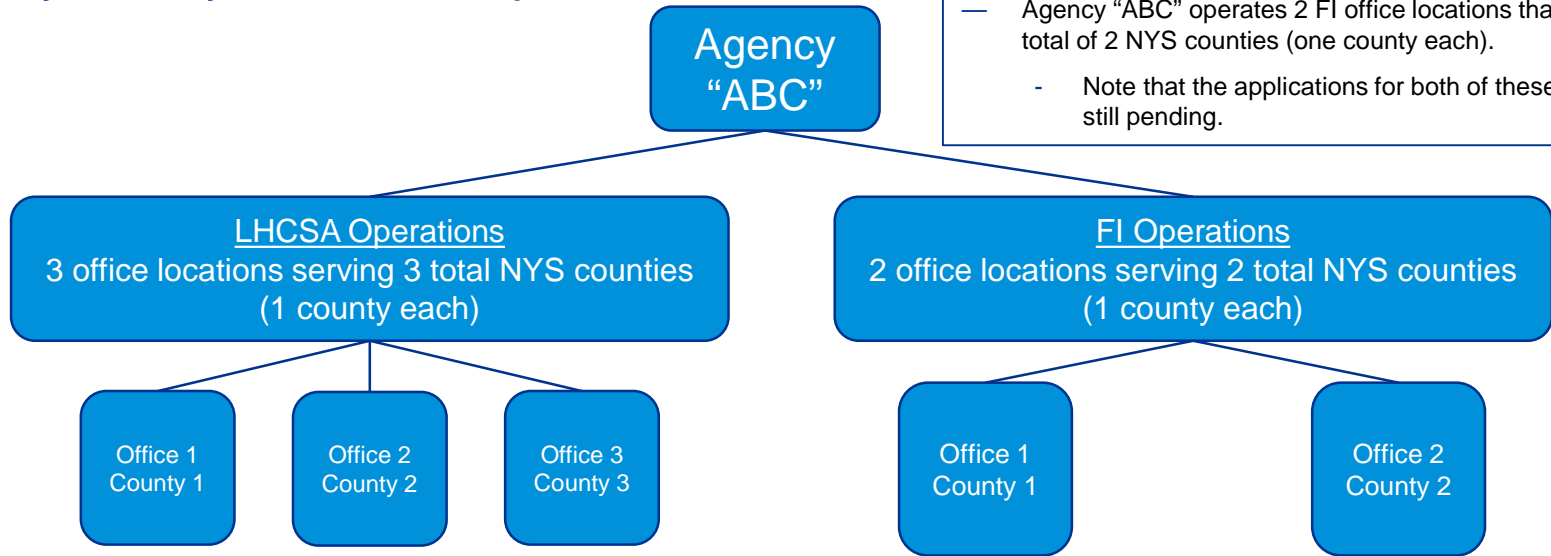 Agency
“ABC”
— Agency “ABC” operates 2 FI office locations
total of 2 NYS counties (one county each).
- Note that the applications for both of these
still pending.
LHCSA Operations
3 office locations serving 3 total NYS counties
(1 county each)
FI Operations
2 office locations serving 2 total NYS counties
(1 county each)
Office 1
County 1
Office 2
County 2
Office 3
County 3
Office 1
County 1
Office 2
County 2